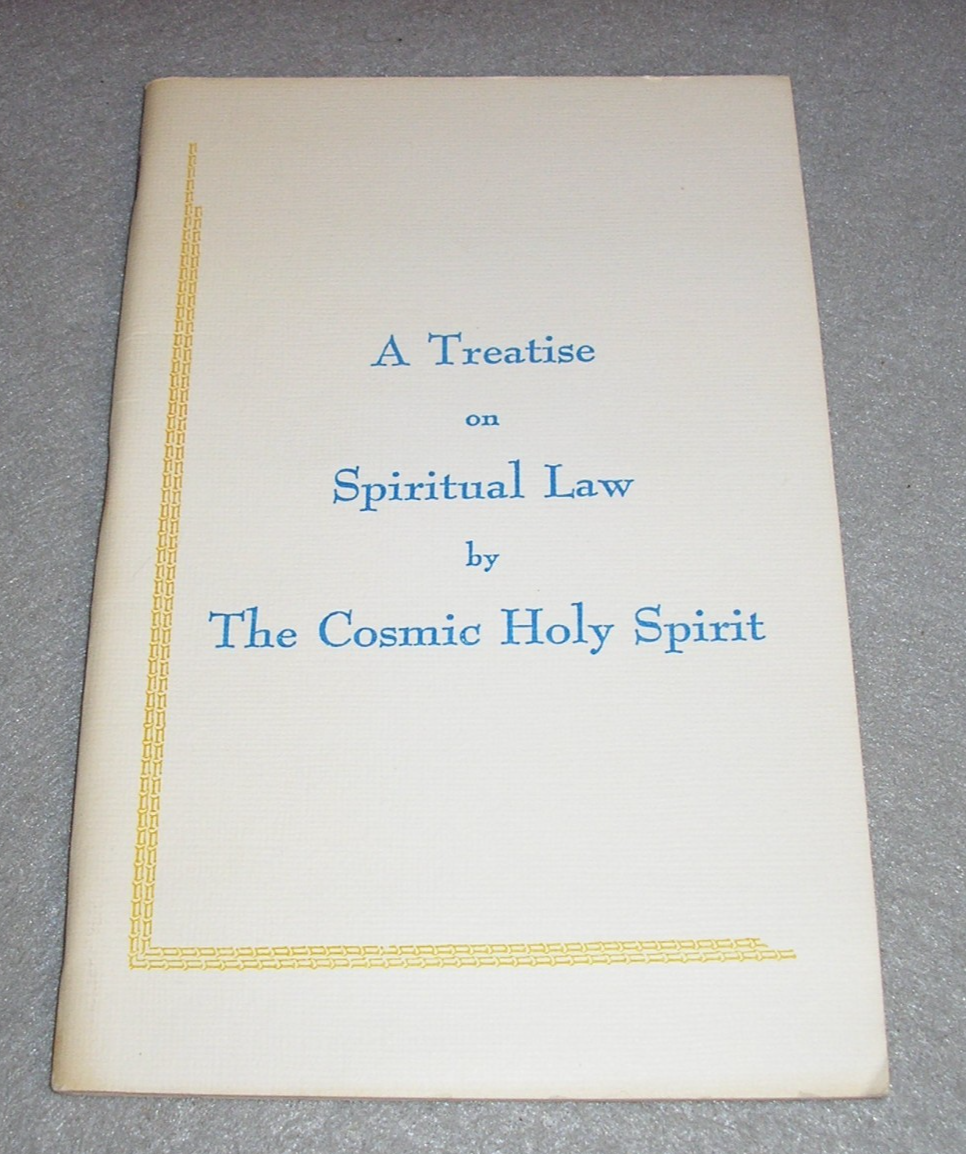 A Treatise
on
Spiritual Law
by
The Cosmic Holy Spirit